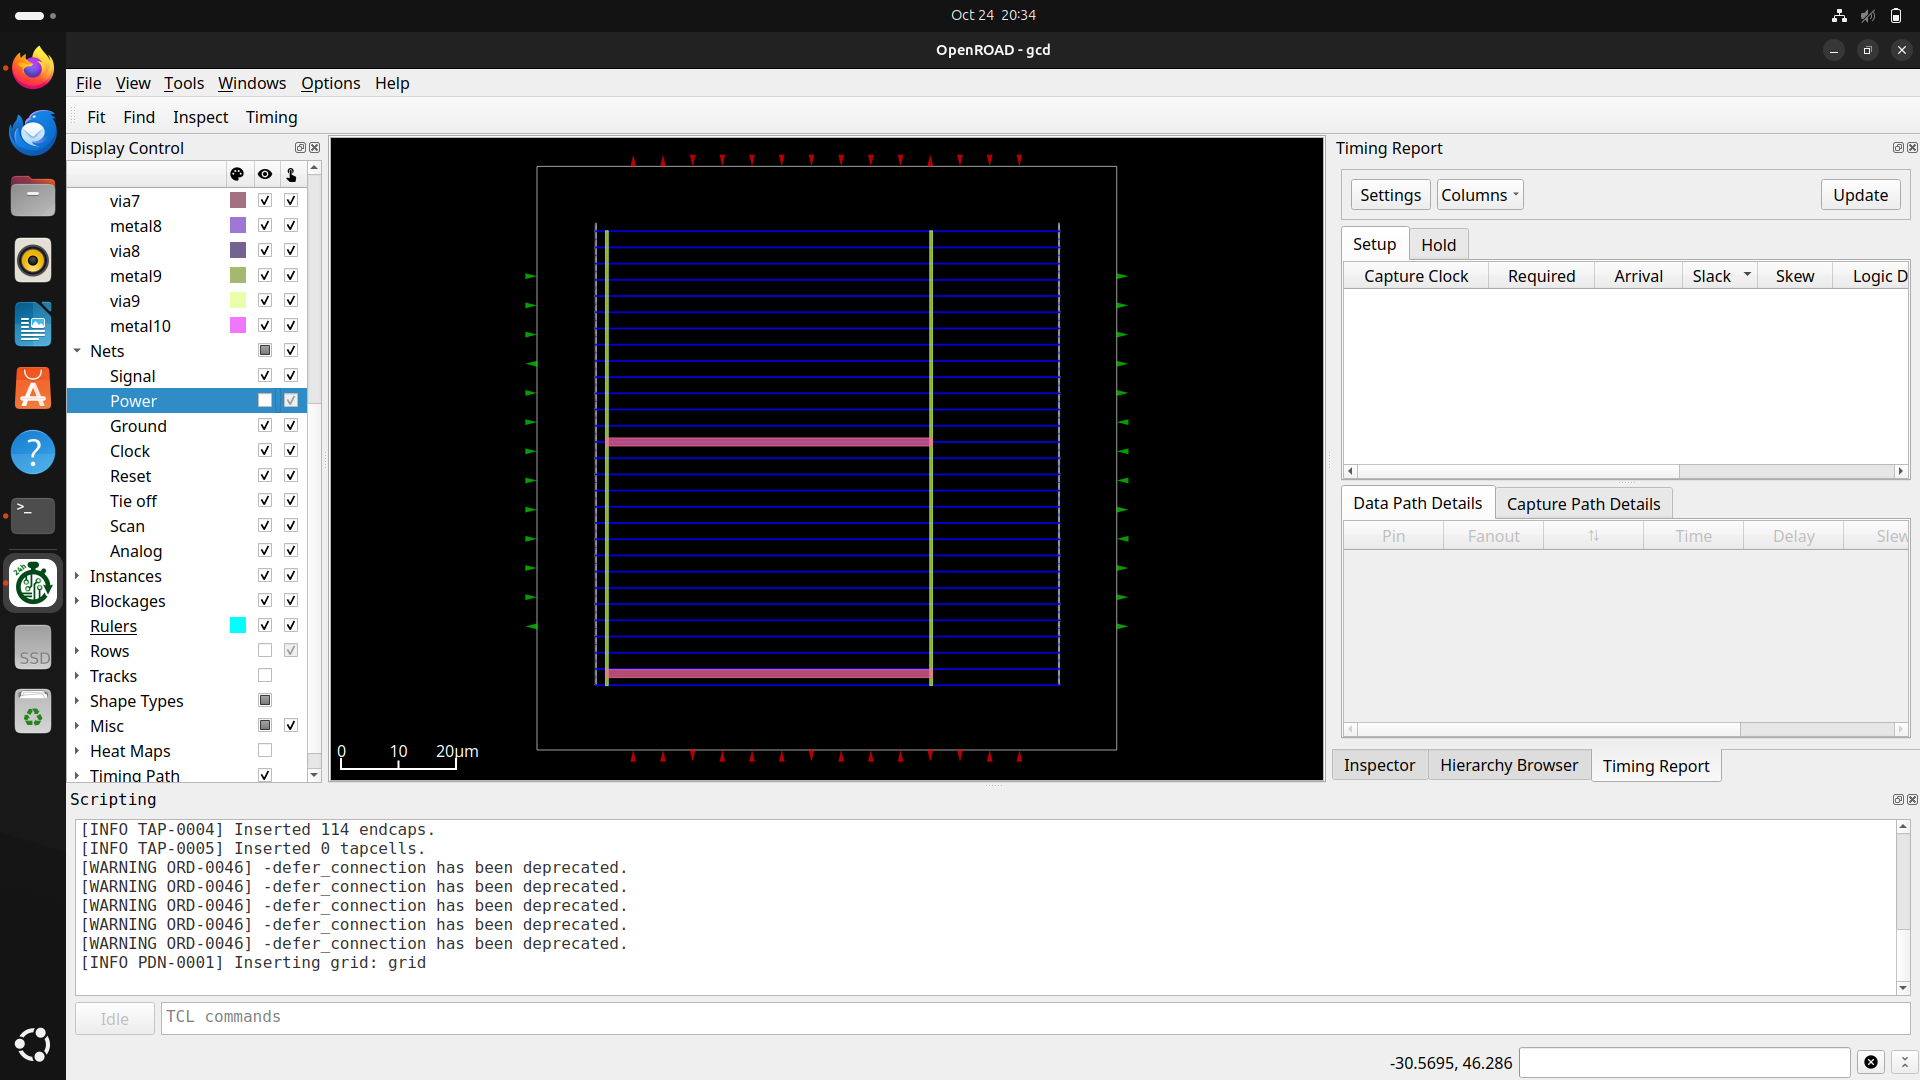 Oct 24 20:34
OpenROAD - gcd
File View Tools Windows Options Help
Fit Find Inspect Timing
Display Control
via7
metal8
via8
metal9
via9
metal10
Nets
Signal
Power
Ground
Clock
Reset
Tie off
Scan
Analog
Instances
Blockages
Rulers
Rows
Tracks
Shape Types
Misc
Heat Maps
Timing Path
0 10 20μm
Timing Report
Settings Columns Update
Setup Hold
Capture Clock Required Arrival Slack Skew Logic D
Data Path Details Capture Path Details
Pin Fanout ↑↓ Time Delay Slew
Inspector Hierarchy Browser Timing Report
Scripting
[INFO TAP-0004] Inserted 114 endcaps.
[INFO TAP-0005] Inserted 0 tapcells.
[WARNING ORD-0046] -defer_connection has been deprecated.
[WARNING ORD-0046] -defer_connection has been deprecated.
[WARNING ORD-0046] -defer_connection has been deprecated.
[WARNING ORD-0046] -defer_connection has been deprecated.
[WARNING ORD-0046] -defer_connection has been deprecated.
[INFO PDN-0001] Inserting grid: grid
Idle TCL commands
-30.5695, 46.286
24h
SSD